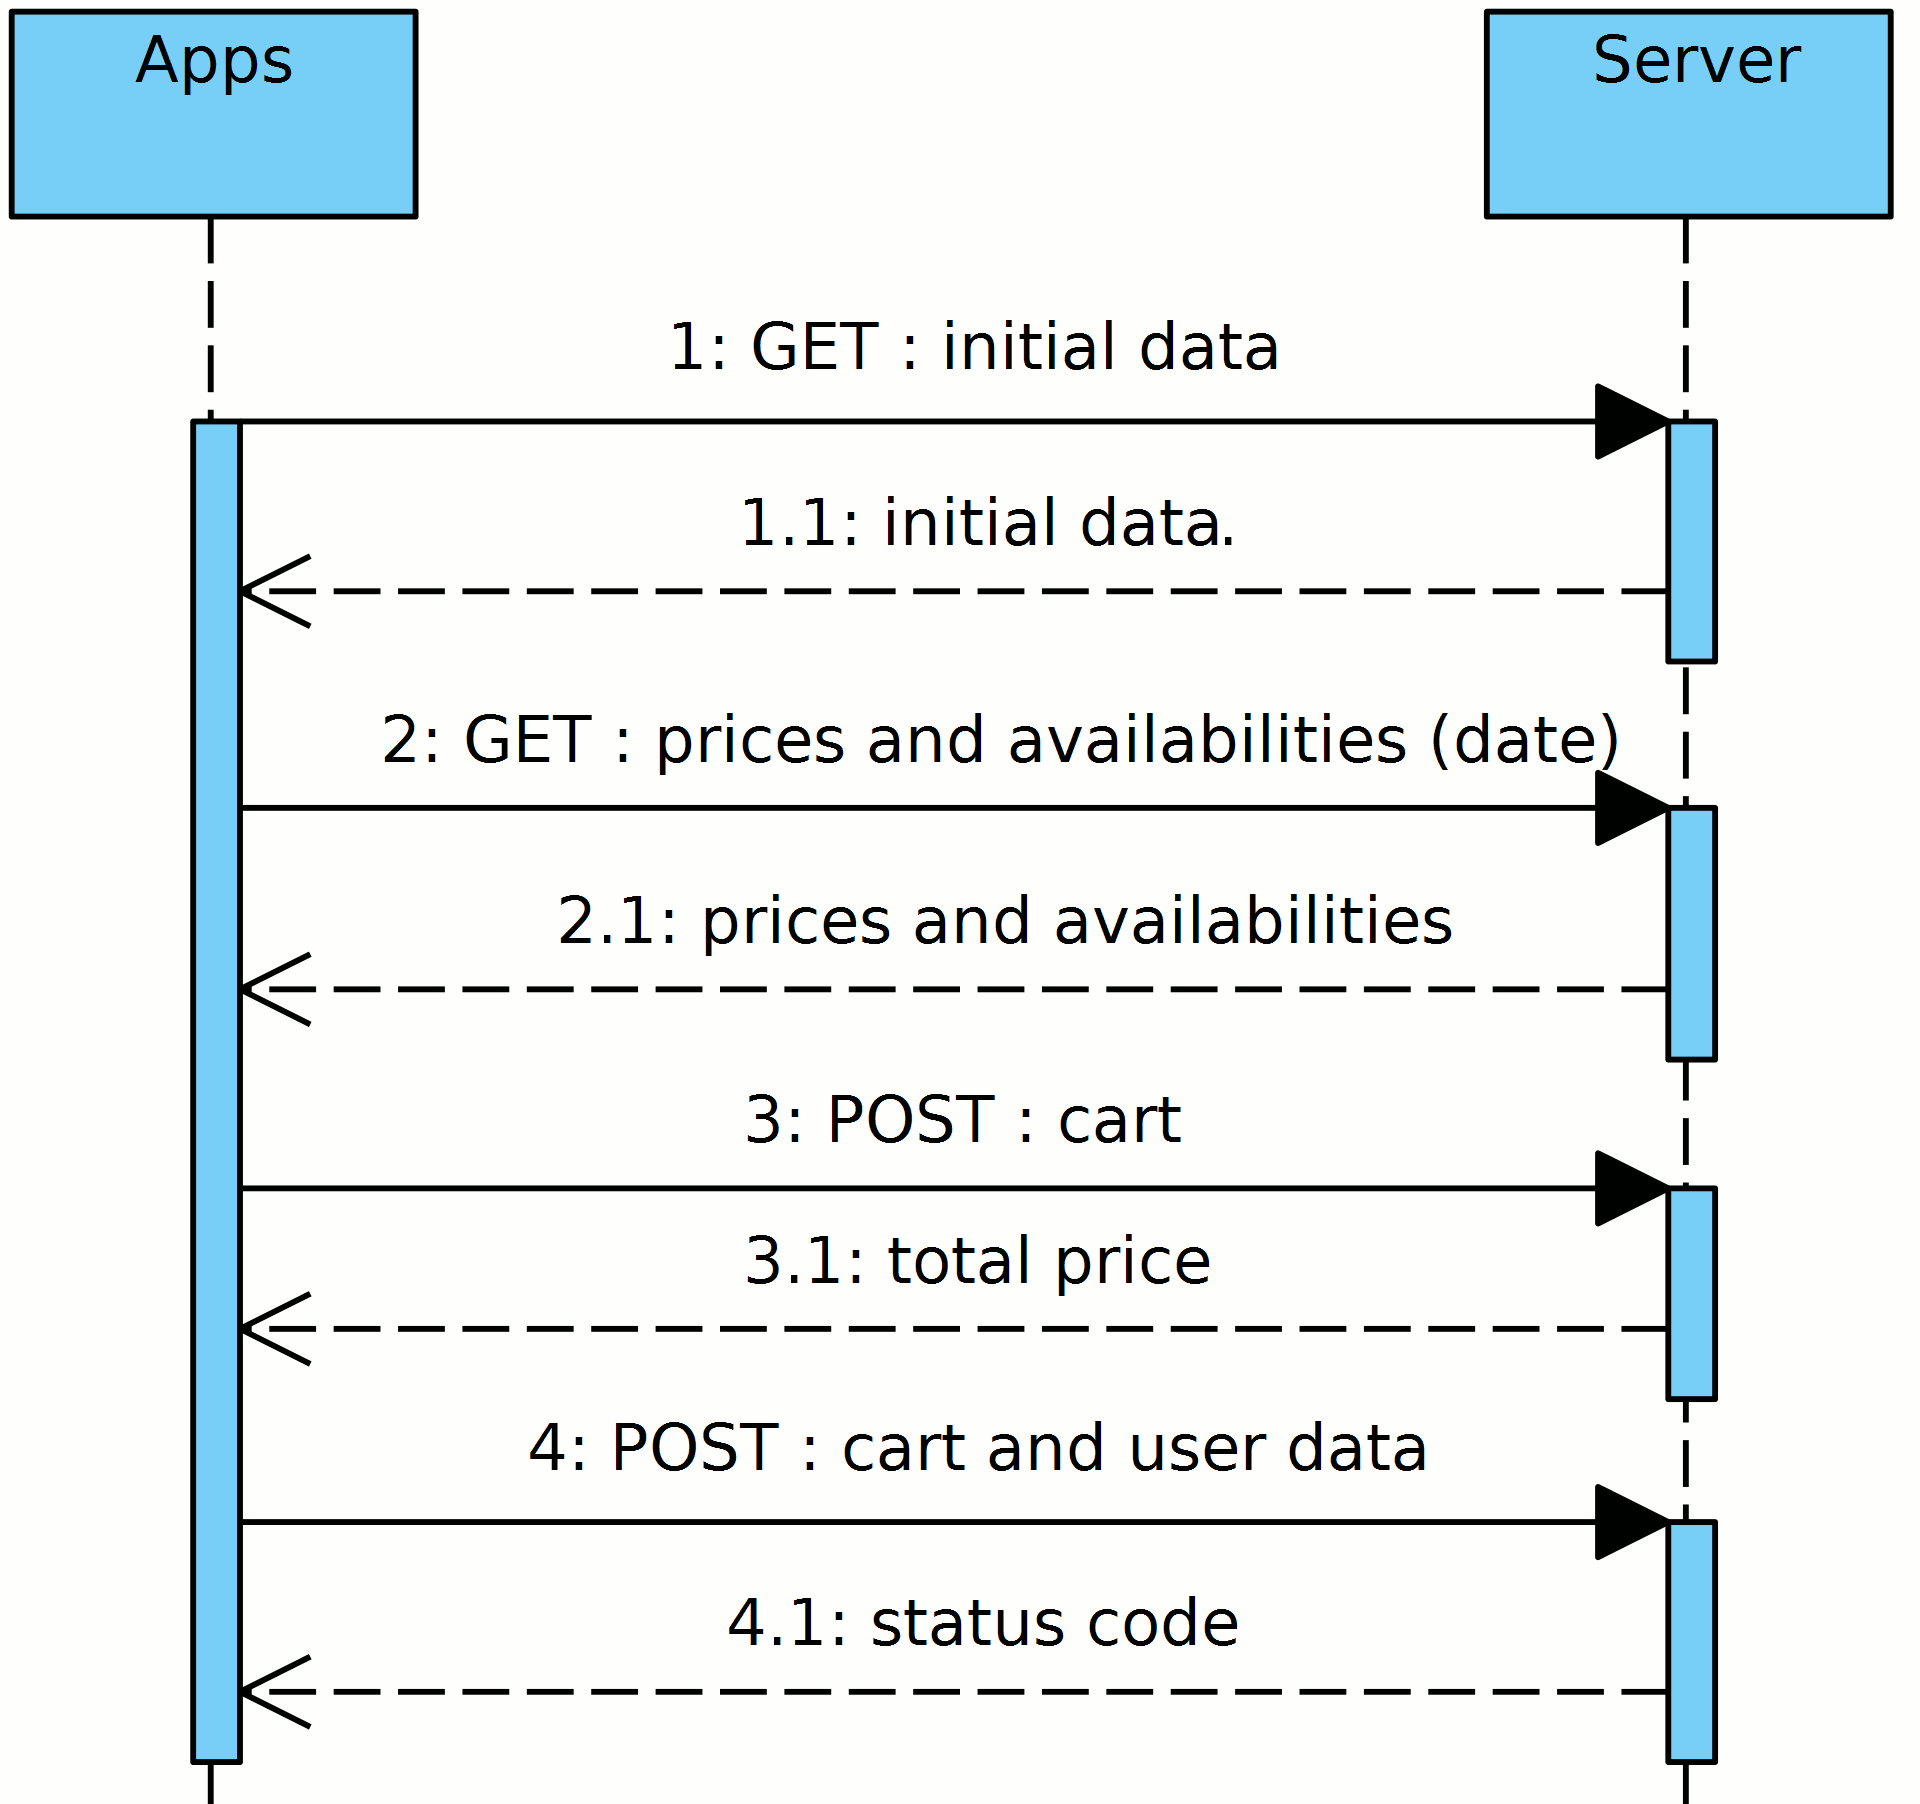 Apps
Server
1: GET : initial data
1.1: initial data.
2: GET : prices and availabilities (date)
2.1: prices and availabilities
3: POST : cart
3.1: total price
4: POST : cart and user data
4.1: status code